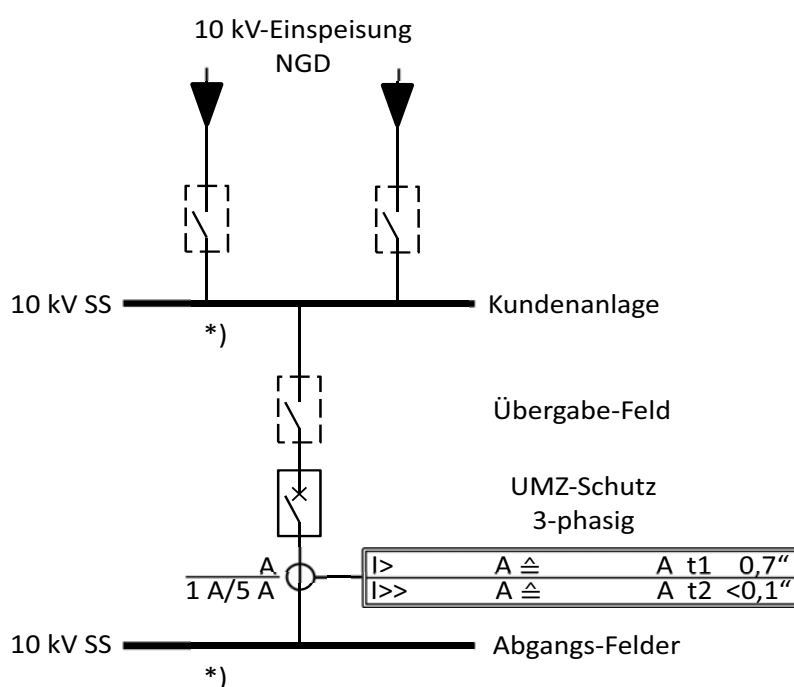 10 kV-Einspeisung
NGD
10 kV SS
Kundenanlage
*)
Übergabe-Feld
UMZ-Schutz
3-phasig
A
1 A/5 A
I> A ≙ A t1 0,7“
I>> A ≙ A t2 <0,1“
10 kV SS
Abgangs-Felder
*)